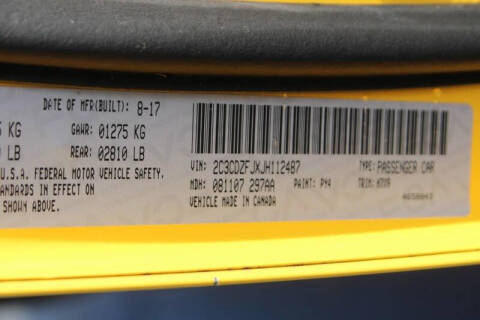 DATE OF MFR(BUILT): 8-17
KG GAWR: 01275 KG
LB REAR: 02810 LB
U.S.A. FEDERAL MOTOR VEHICLE SAFETY.
STANDARDS IN EFFECT ON
SHOWN ABOVE.
VIN: 2C3CDZFJXJH112487 TYPE: PASSENGER CAR
MDH: 081107 297AA PAINT: PY4 TRIM:
VEHICLE MADE IN CANADA